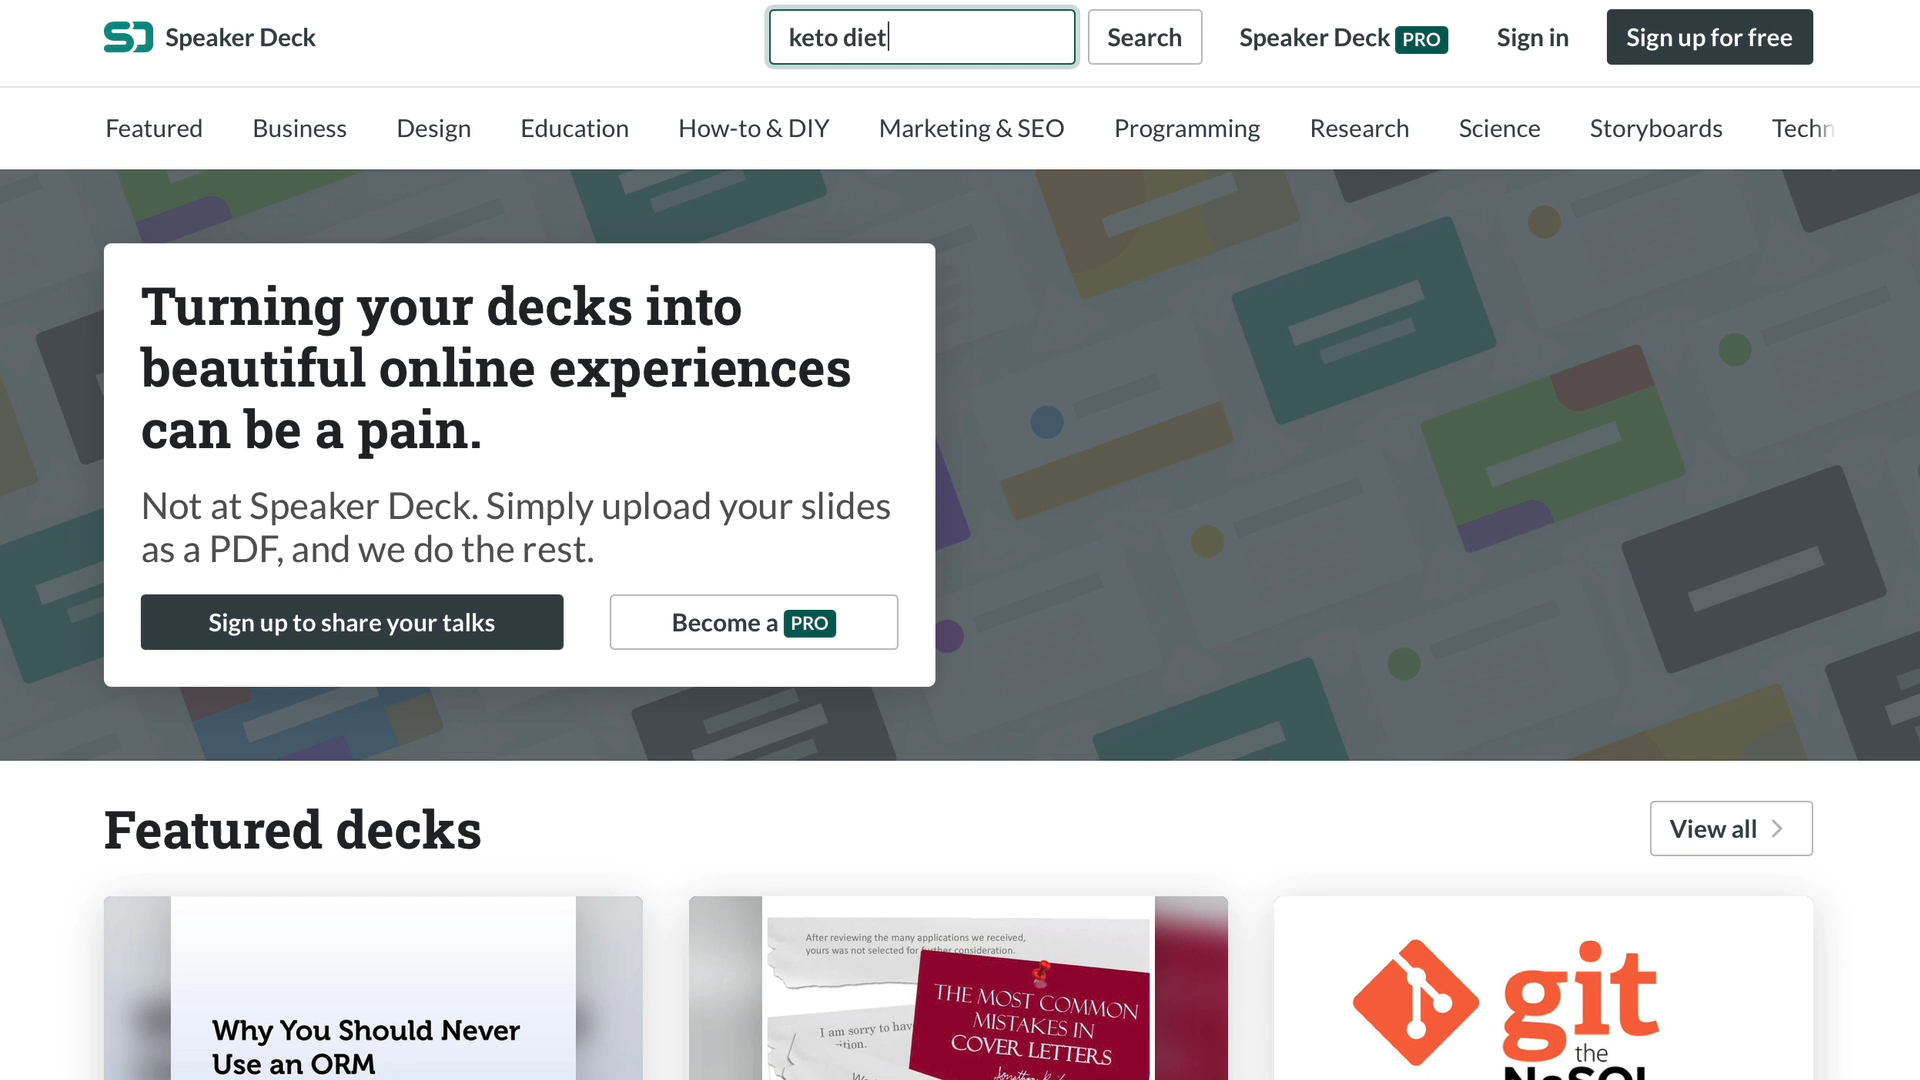 Speaker Deck
keto diet
Search
Speaker Deck PRO
Sign in
Sign up for free
Featured
Business
Design
Education
How-to & DIY
Marketing & SEO
Programming
Research
Science
Storyboards
Techn
Turning your decks into
beautiful online experiences
can be a pain.
Not at Speaker Deck. Simply upload your slides
as a PDF, and we do the rest.
Sign up to share your talks
Become a PRO
Featured decks
View all
Why You Should Never
Use an ORM
After reviewing the many applications we received,
yours was not selected for further consideration.
I am sorry to hav
ition.
THE MOST COMMON
MISTAKES IN
COVER LETTERS
git
the
NoSQL